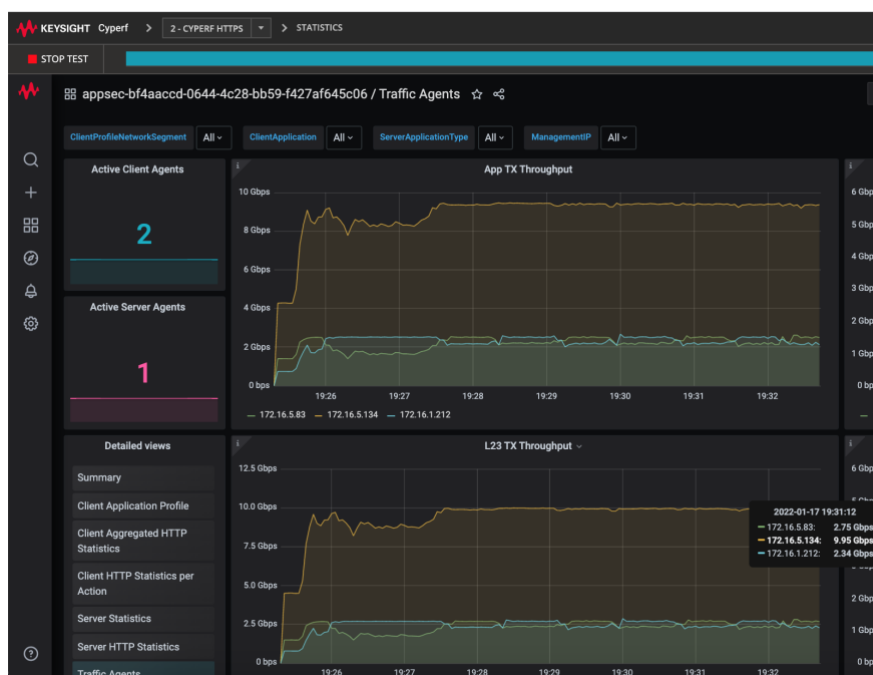 KEYSIGHT Cyperf > 2 - CYPERF HTTPS > STATISTICS
STOP TEST
appsec-bf4aaccd-0644-4c28-bb59-f427af645c06 / Traffic Agents
ClientProfileNetworkSegment All ClientApplication All ServerApplicationType All ManagementIP All
Active Client Agents
2
Active Server Agents
1
App TX Throughput
10 Gbps
8 Gbps
6 Gbps
4 Gbps
2 Gbps
0 bps
19:26 19:27 19:28 19:29 19:30 19:31 19:32
172.16.5.83 172.16.5.134 172.16.1.212
6 Gbp
5 Gbp
4 Gbp
3 Gbp
2 Gbp
1 Gbp
0 bp
Detailed views
Summary
Client Application Profile
Client Aggregated HTTP
Statistics
Client HTTP Statistics per
Action
Server Statistics
Server HTTP Statistics
Traffic Agents
L23 TX Throughput
12.5 Gbps
10.0 Gbps
7.5 Gbps
5.0 Gbps
2.5 Gbps
0 bps
19:26 19:27 19:28 19:29 19:30 19:31 19:32
2022-01-17 19:31:12
172.16.5.83: 2.75 Gbps
172.16.5.134: 9.95 Gbps
172.16.1.212: 2.34 Gbps
6 Gbp
2 Gbp
1 Gbp
0 bp